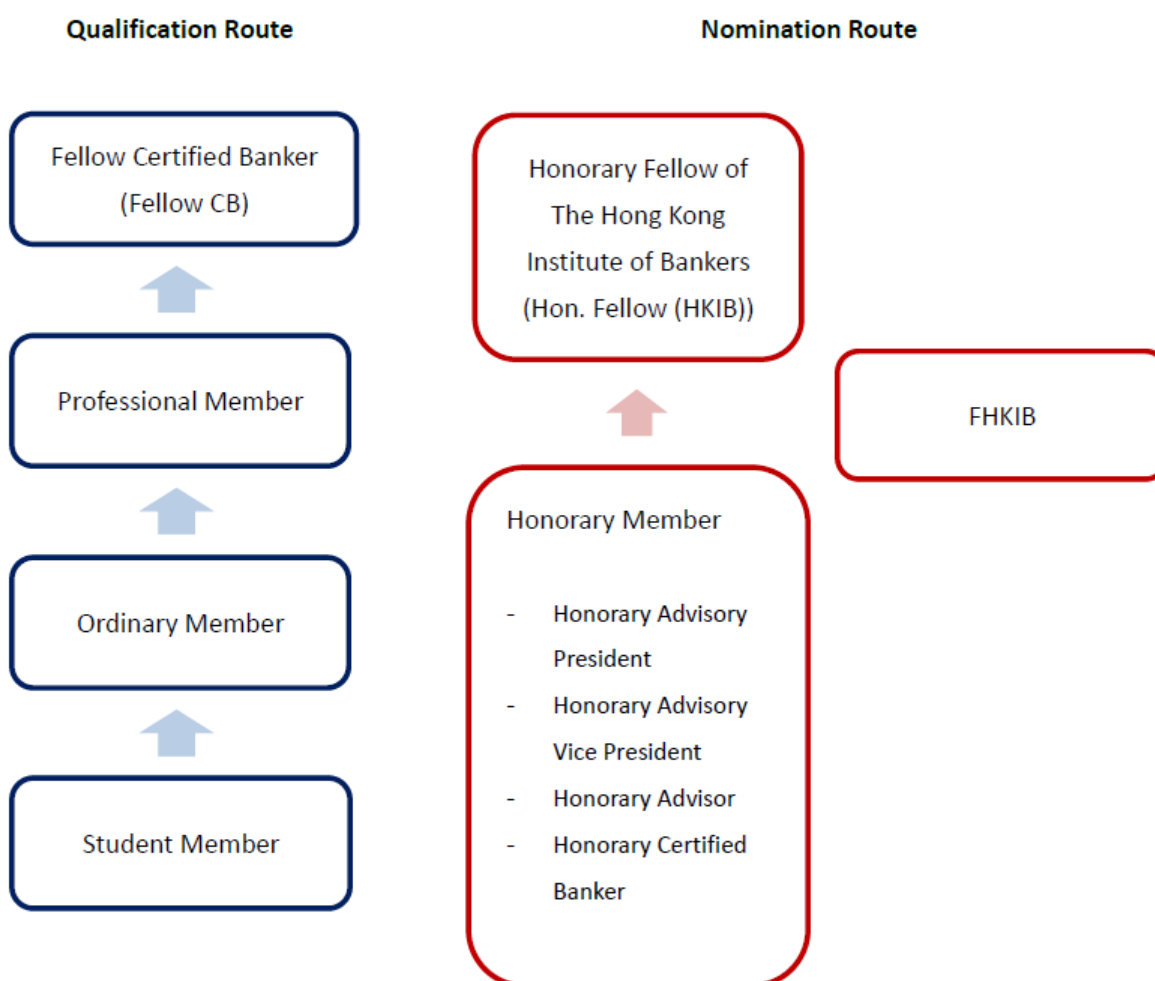 Qualification Route
Nomination Route
Fellow Certified Banker
(Fellow CB)
Professional Member
Ordinary Member
Student Member
Honorary Fellow of
The Hong Kong
Institute of Bankers
(Hon. Fellow (HKIB))
Honorary Member
- Honorary Advisory
President
- Honorary Advisory
Vice President
- Honorary Advisor
- Honorary Certified
Banker
FHKIB